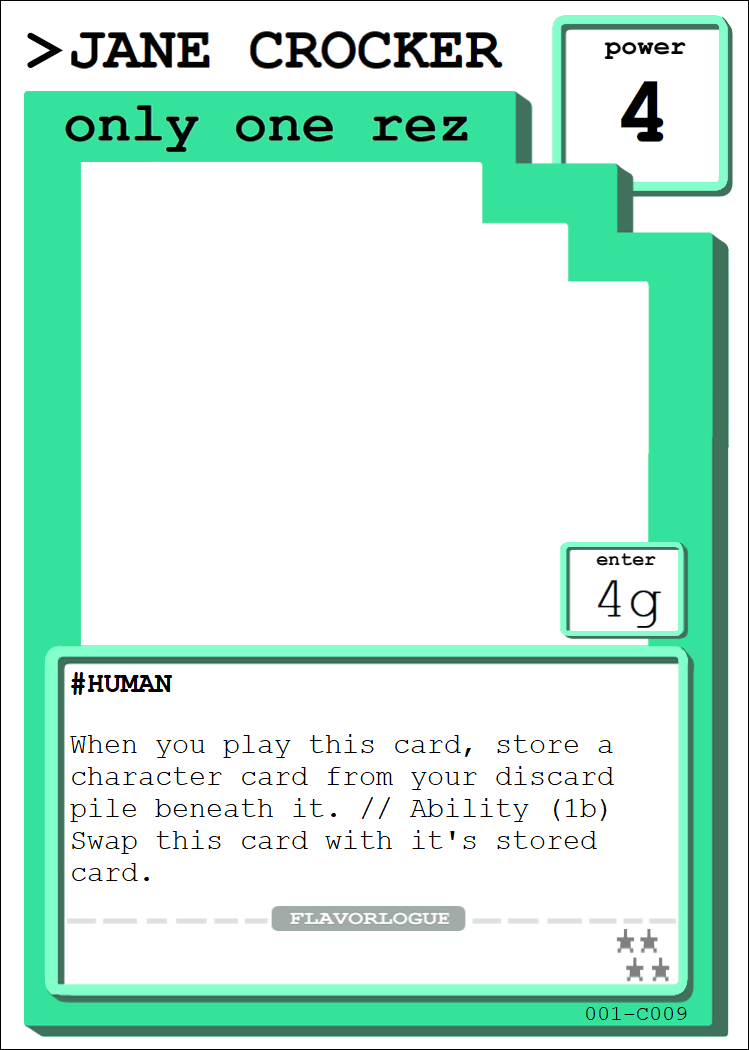 >JANE CROCKER
power
4
only one rez
enter
4g
#HUMAN
When you play this card, store a
character card from your discard
pile beneath it. // Ability (1b)
Swap this card with it's stored
card.
FLAVORLOGUE
001-C009